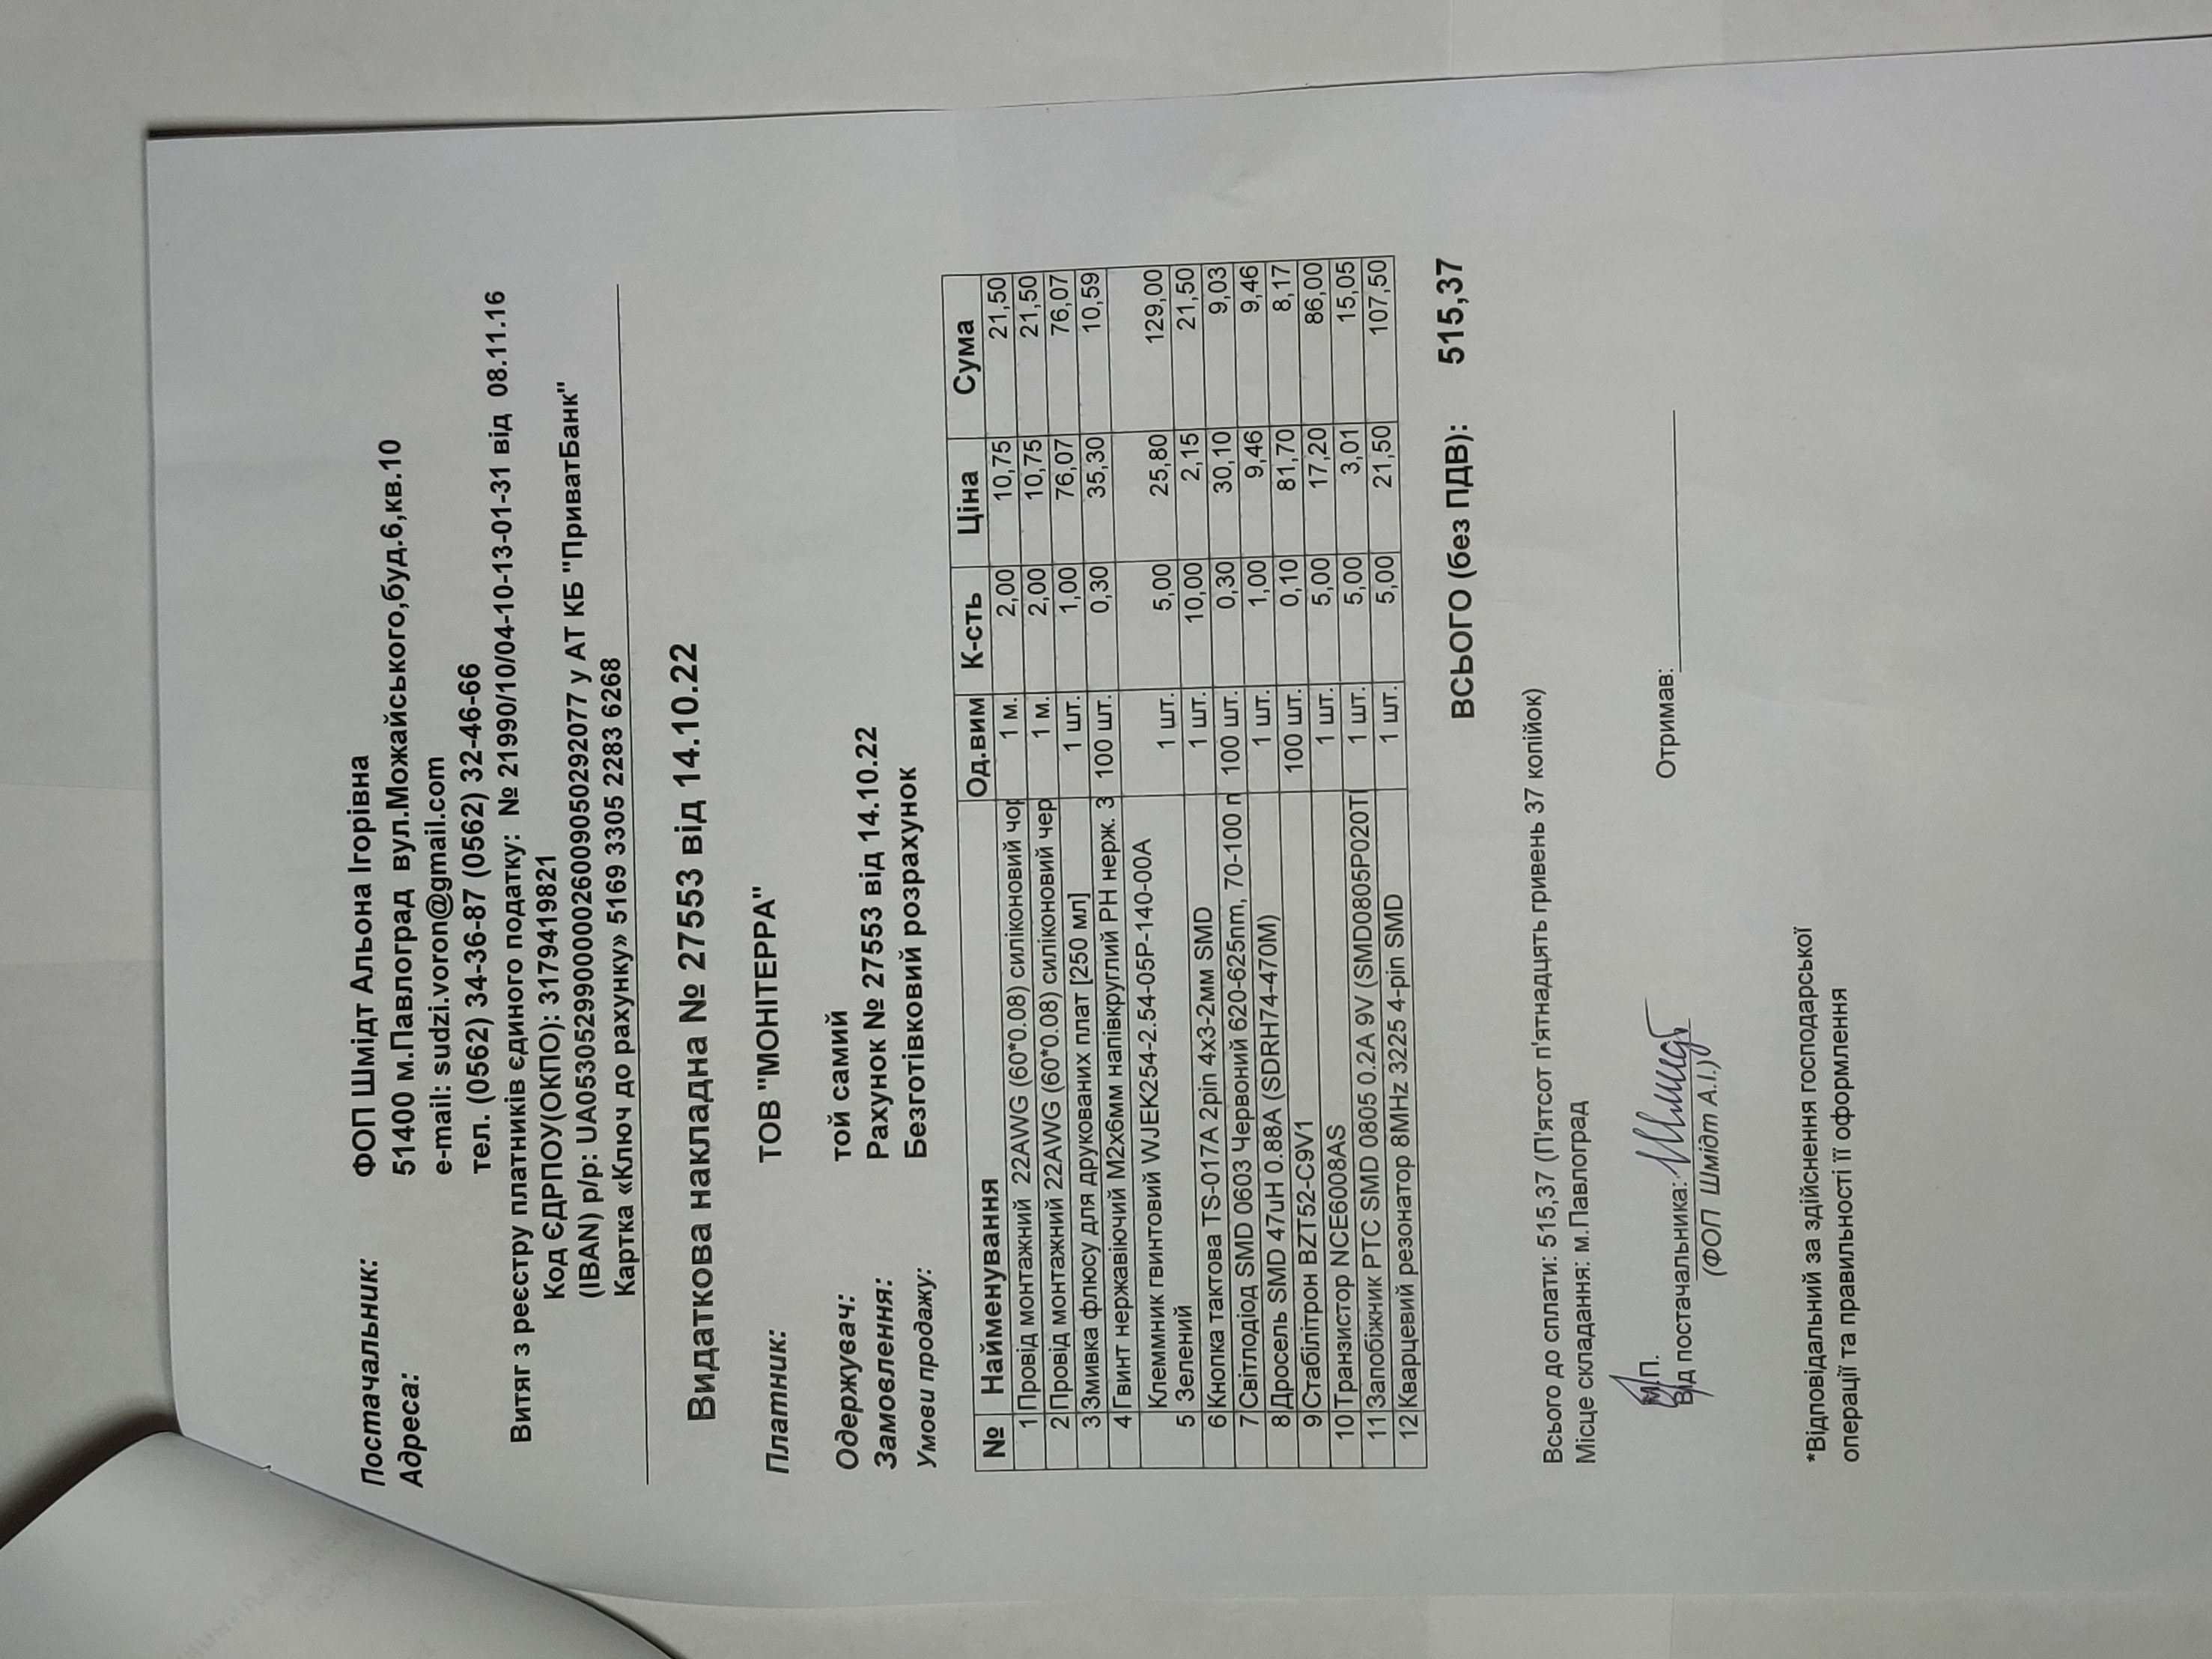 Постачальник: ФОП Шмідт Альона Ігорівна
Адреса: 51400 м.Павлоград вул.Можайського,буд.6,кв.10
e-mail: sudzi.voron@gmail.com
тел. (0562) 34-36-87 (0562) 32-46-66
Витяг з реєстру платників єдиного податку: № 21990/10/04-10-13-01-31 від 08.11.16
Код ЄДРПОУ(ОКПО): 3179419821
(IBAN) р/р: UA053052990000026009050292077 у АТ КБ "ПриватБанк"
Картка «Ключ до рахунку» 5169 3305 2283 6268
Видаткова накладна № 27553 від 14.10.22
Платник: ТОВ "МОНІТЕРРА"
Одержувач: той самий
Замовлення: Рахунок № 27553 від 14.10.22
Умови продажу: Безготівковий розрахунок
№ Найменування Од.вим К-сть Ціна Сума
1 Провід монтажний 22AWG (60*0.08) силіконовий чор 1 м. 2,00 10,75 21,50
2 Провід монтажний 22AWG (60*0.08) силіконовий чер 1 м. 2,00 10,75 21,50
3 Змивка флюсу для друкованих плат [250 мл] 1 шт. 1,00 76,07 76,07
4 Гвинт нержавіючий М2х6мм напівкруглий PH нерж. 3 100 шт. 0,30 35,30 10,59
Клеммник гвинтовий WJEK254-2.54-05P-140-00A
5 Зелений 1 шт. 5,00 25,80 129,00
6 Кнопка тактова TS-017A 2pin 4x3-2мм SMD 1 шт. 10,00 2,15 21,50
7 Світлодіод SMD 0603 Червоний 620-625nm, 70-100 m 100 шт. 0,30 30,10 9,03
8 Дросель SMD 47uH 0.88A (SDRH74-470M) 1 шт. 1,00 9,46 9,46
9 Стабілітрон BZT52-C9V1 100 шт. 0,10 81,70 8,17
10 Транзистор NCE6008AS 1 шт. 5,00 17,20 86,00
11 Запобіжник PTC SMD 0805 0.2A 9V (SMD0805P020T 1 шт. 5,00 3,01 15,05
12 Кварцевий резонатор 8MHz 3225 4-pin SMD 1 шт. 5,00 21,50 107,50
ВСЬОГО (без ПДВ): 515,37
Всього до сплати: 515,37 (П'ятсот п'ятнадцять гривень 37 копійок)
Місце складання: м.Павлоград
М.П.
Від постачальника: Шмідт Отримав:
(ФОП Шмідт А.І.)
*Відповідальний за здійснення господарської
операції та правильності її оформлення